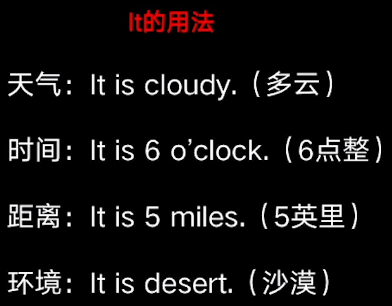 It的用法
天气：It is cloudy.（多云）
时间：It is 6 o’clock.（6点整）
距离：It is 5 miles.（5英里）
环境：It is desert.（沙漠）